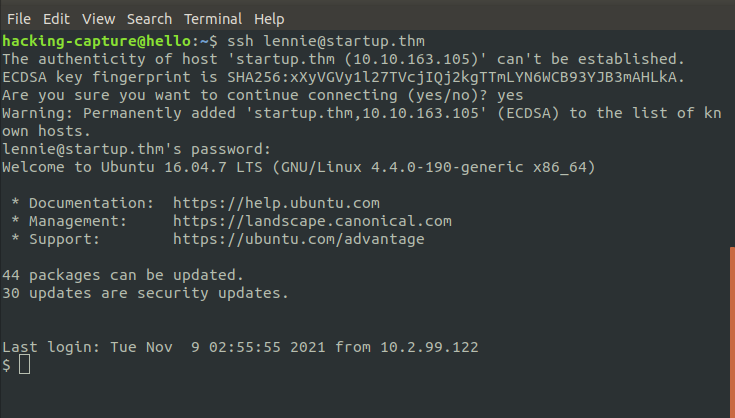 File Edit View Search Terminal Help
hacking-capture@hello:~$ ssh lennie@startup.thm
The authenticity of host 'startup.thm (10.10.163.105)' can't be established.
ECDSA key fingerprint is SHA256:xXyVGVy1l27TVcjIQj2kgTTmLYN6WCB93YJB3mAHLkA.
Are you sure you want to continue connecting (yes/no)? yes
Warning: Permanently added 'startup.thm,10.10.163.105' (ECDSA) to the list of kn
own hosts.
lennie@startup.thm's password:
Welcome to Ubuntu 16.04.7 LTS (GNU/Linux 4.4.0-190-generic x86_64)
* Documentation:  https://help.ubuntu.com
* Management:     https://landscape.canonical.com
* Support:        https://ubuntu.com/advantage
44 packages can be updated.
30 updates are security updates.
Last login: Tue Nov  9 02:55:55 2021 from 10.2.99.122
$